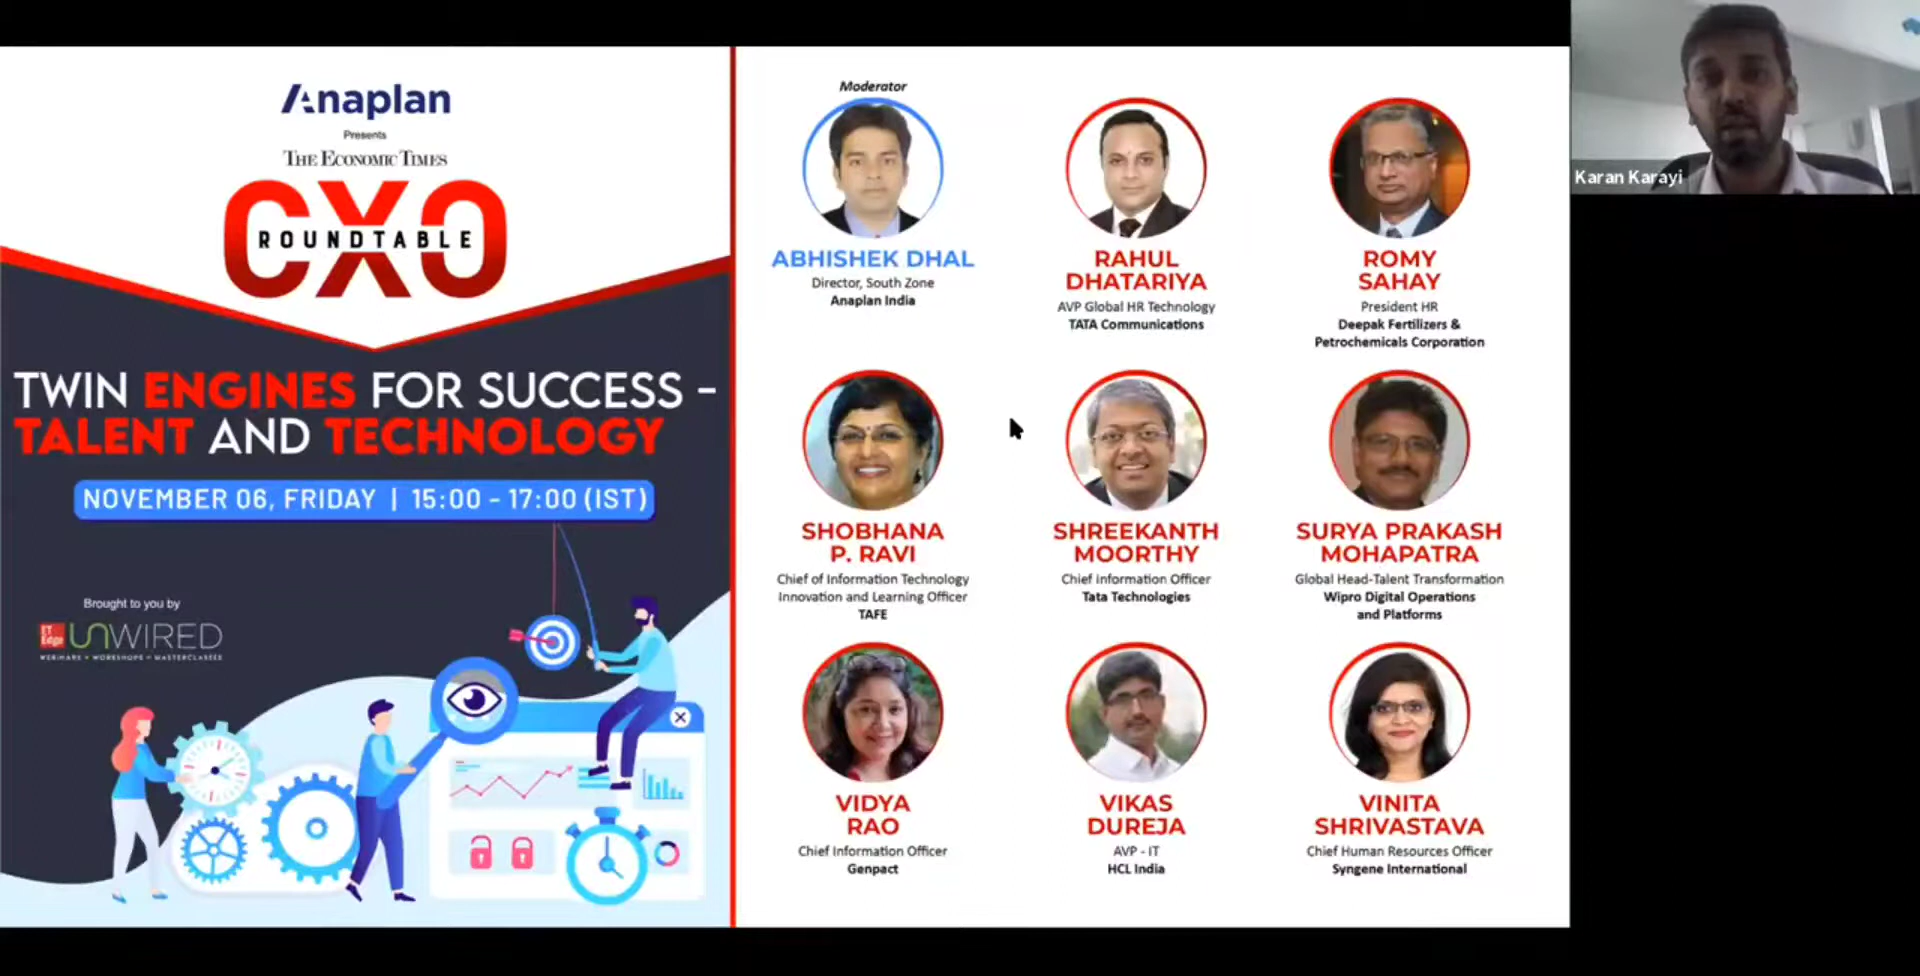 Anaplan
Presents
THE ECONOMIC TIMES
CXO
ROUNDTABLE
TWIN ENGINES FOR SUCCESS -
TALENT AND TECHNOLOGY
NOVEMBER 06, FRIDAY | 15:00 - 17:00 (IST)
Brought to you by
ET Edge UNWIRED
WEBINARS • WORKSHOPS • MASTERCLASSES
Moderator
ABHISHEK DHAL
Director, South Zone
Anaplan India
RAHUL
DHATARIYA
AVP Global HR Technology
TATA Communications
ROMY
SAHAY
President HR
Deepak Fertilizers &
Petrochemicals Corporation
SHOBHANA
P. RAVI
Chief of Information Technology
Innovation and Learning Officer
TAFE
SHREEKANTH
MOORTHY
Chief Information Officer
Tata Technologies
SURYA PRAKASH
MOHAPATRA
Global Head-Talent Transformation
Wipro Digital Operations
and Platforms
VIDYA
RAO
Chief Information Officer
Genpact
VIKAS
DUREJA
AVP - IT
HCL India
VINITA
SHRIVASTAVA
Chief Human Resources Officer
Syngene International
Karan Karayi